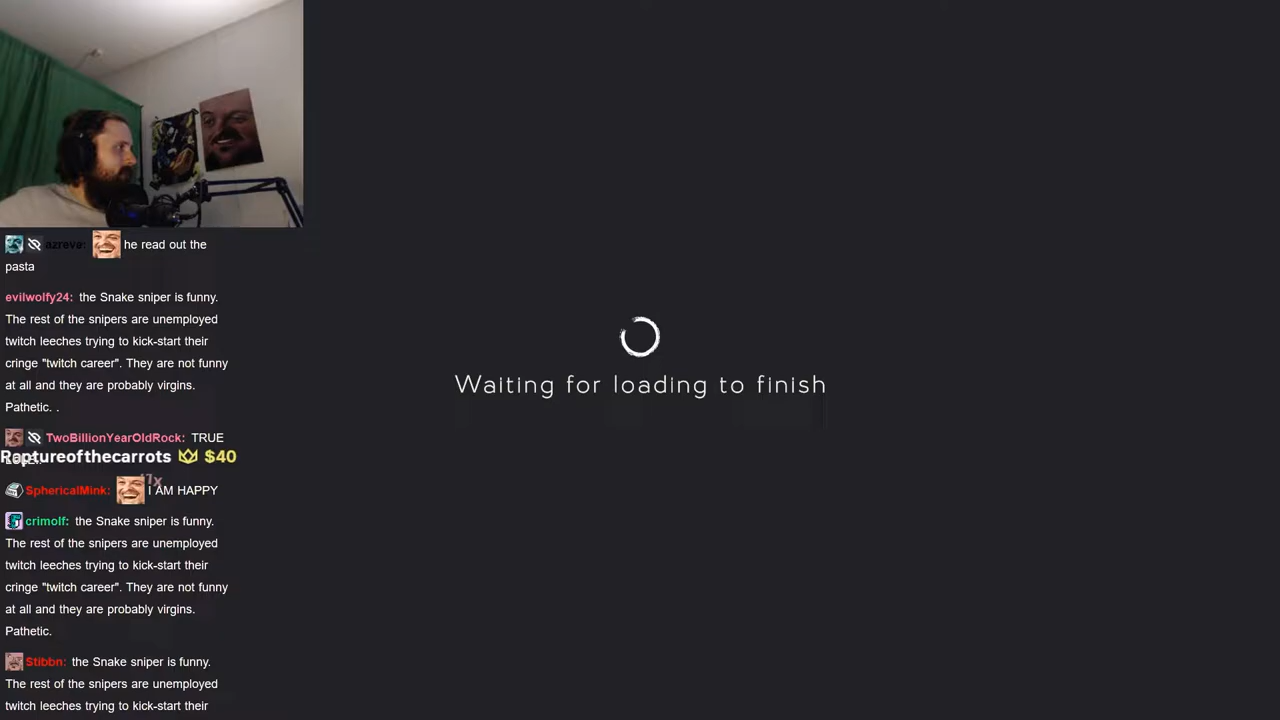 azreva: he read out the
pasta
evilwolfy24: the Snake sniper is funny.
The rest of the snipers are unemployed
twitch leeches trying to kick-start their
cringe "twitch career". They are not funny
at all and they are probably virgins.
Pathetic. .
TwoBillionYearOldRock: TRUE
Raptureofthecarrots $40
1x
SphericalMink: I AM HAPPY
crimolf: the Snake sniper is funny.
The rest of the snipers are unemployed
twitch leeches trying to kick-start their
cringe "twitch career". They are not funny
at all and they are probably virgins.
Pathetic.
Stibbn: the Snake sniper is funny.
The rest of the snipers are unemployed
twitch leeches trying to kick-start their
Waiting for loading to finish